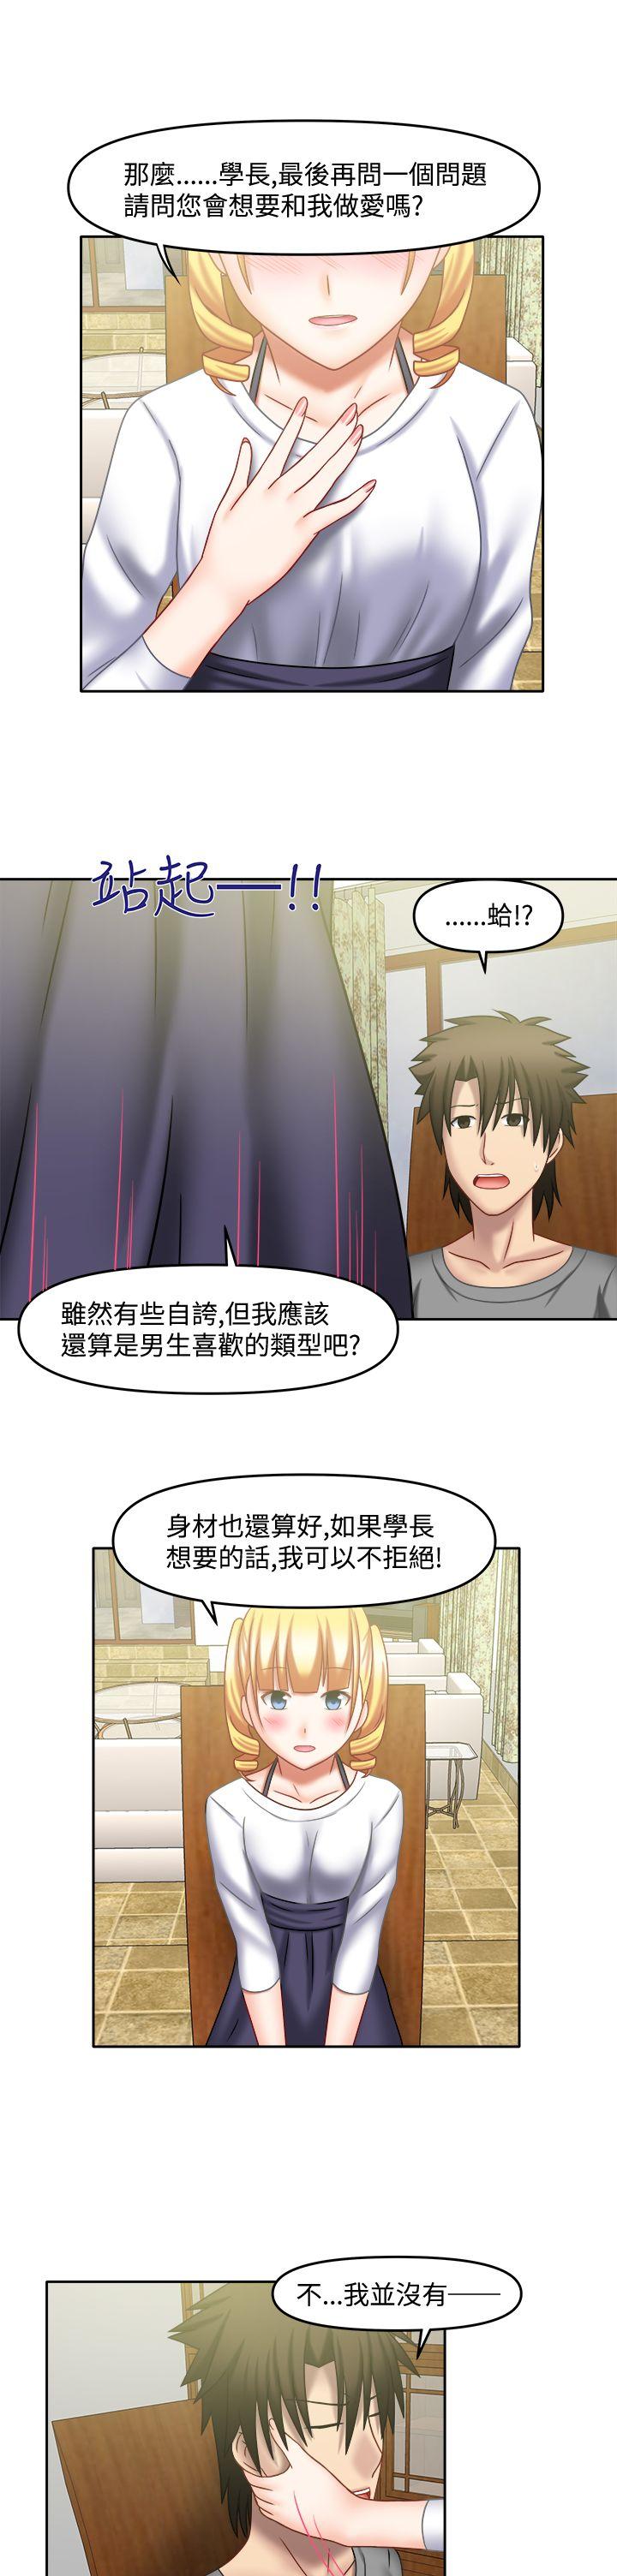 那麼......學長,最後再問一個問題
請問您會想要和我做愛嗎?
站起—!!
......蛤!?
雖然有些自誇,但我應該
還算是男生喜歡的類型吧?
身材也還算好,如果學長
想要的話,我可以不拒絕!
不...我並沒有——